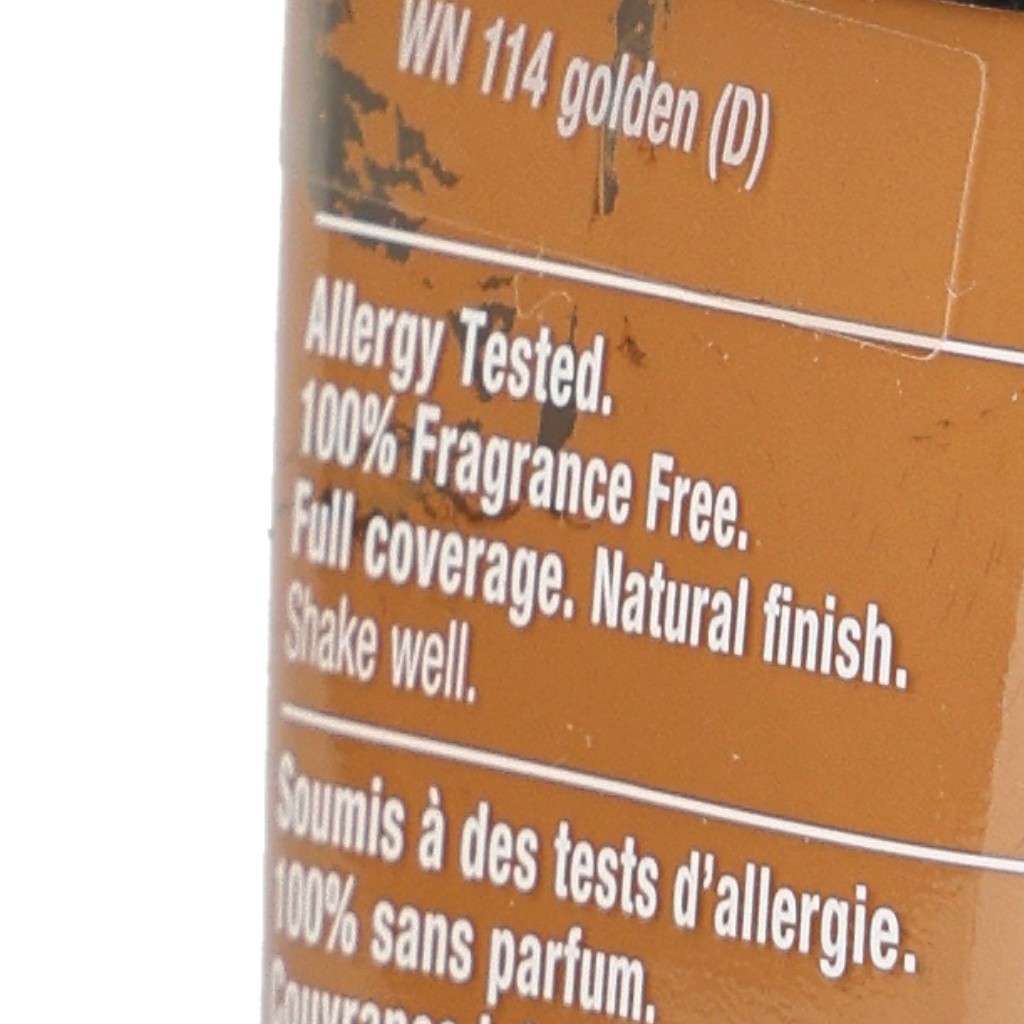 WN 114 golden (D)
Allergy Tested.
100% Fragrance Free.
Full coverage. Natural finish.
Shake well.
Soumis à des tests d'allergie.
100% sans parfum.